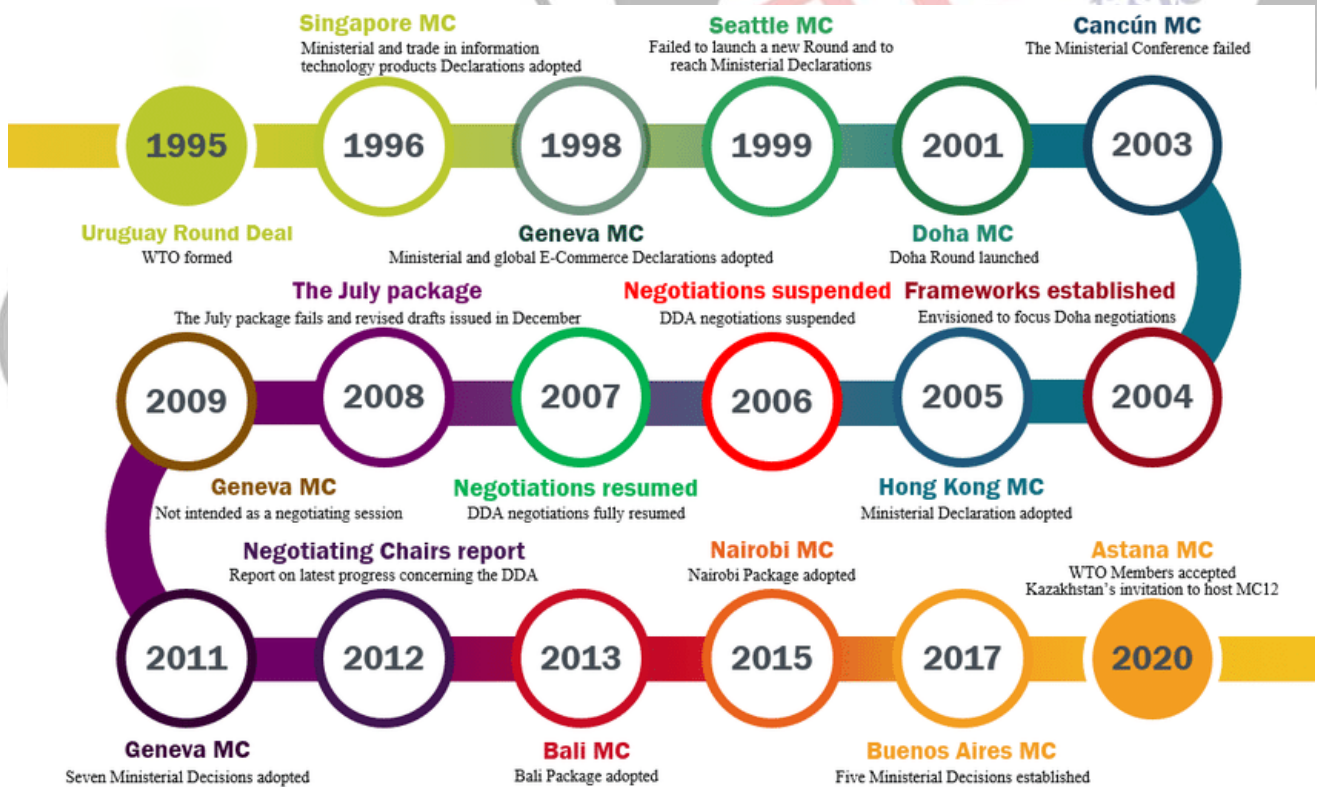 Singapore MC
Ministerial and trade in information
technology products Declarations adopted
Seattle MC
Failed to launch a new Round and to
reach Ministerial Declarations
Cancún MC
The Ministerial Conference failed
1995
1996
1998
1999
2001
2003
Uruguay Round Deal
WTO formed
Geneva MC
Ministerial and global E-Commerce Declarations adopted
Doha MC
Doha Round launched
The July package
The July package fails and revised drafts issued in December
Negotiations suspended
DDA negotiations suspended
Frameworks established
Envisioned to focus Doha negotiations
2009
2008
2007
2006
2005
2004
Geneva MC
Not intended as a negotiating session
Negotiations resumed
DDA negotiations fully resumed
Hong Kong MC
Ministerial Declaration adopted
Negotiating Chairs report
Report on latest progress concerning the DDA
Nairobi MC
Nairobi Package adopted
Astana MC
WTO Members accepted
Kazakhstan's invitation to host MC12
2011
2012
2013
2015
2017
2020
Geneva MC
Seven Ministerial Decisions adopted
Bali MC
Bali Package adopted
Buenos Aires MC
Five Ministerial Decisions established